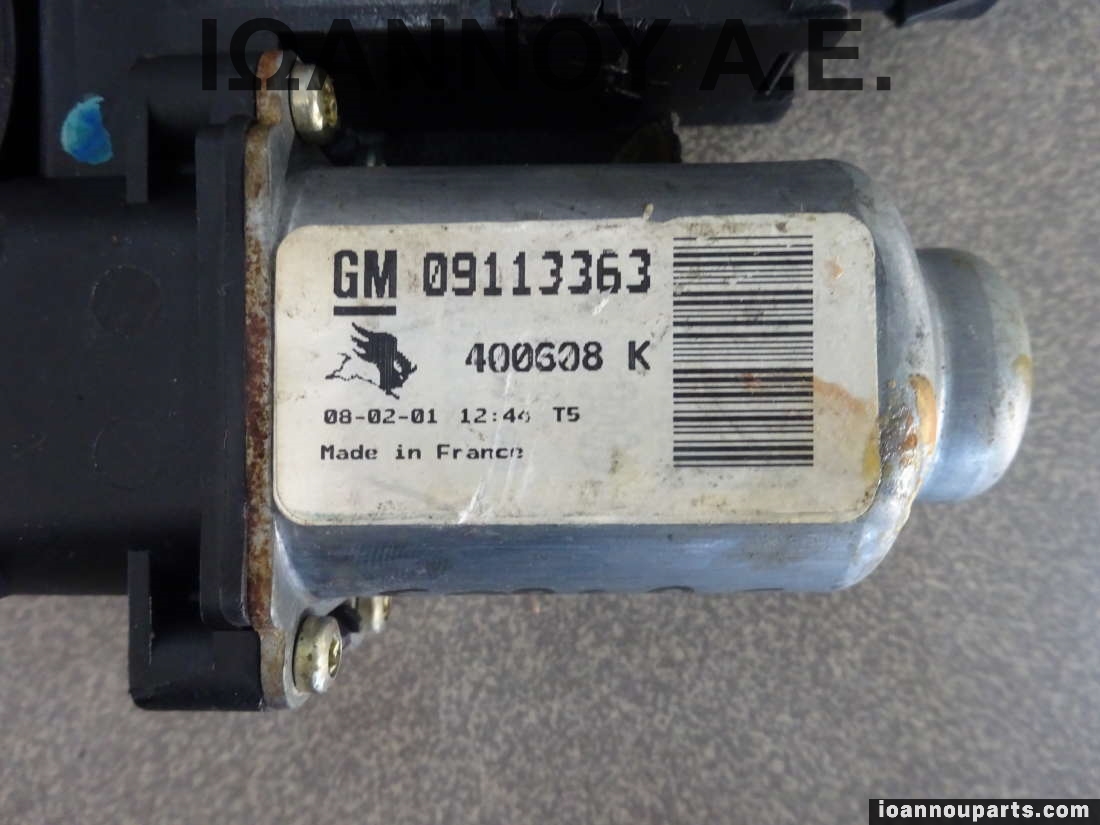 ΙΩΑΝΝΟΥ Α.Ε.
GM 09113363
400608 K
08-02-01 12:46 T5
Made in France
ioannouparts.com